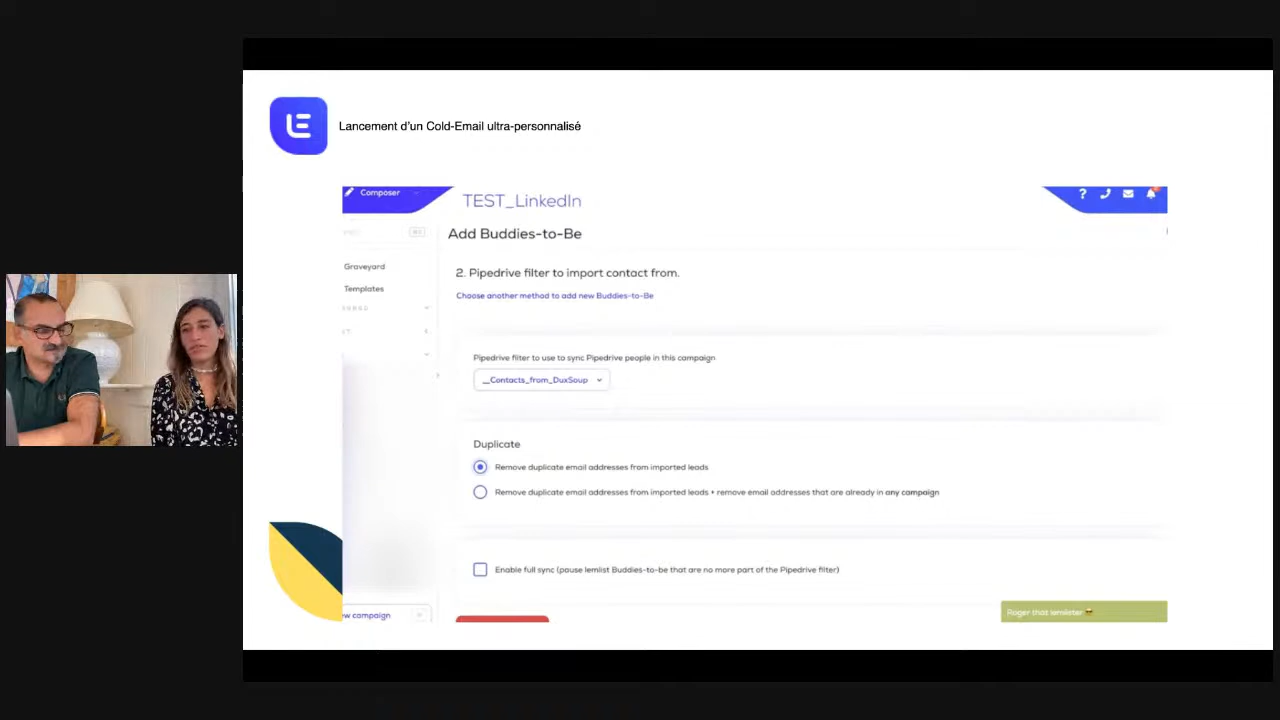 LE
Lancement d'un Cold-Email ultra-personnalisé
Composer
TEST_LinkedIn
Add Buddies-to-Be
Graveyard
2. Pipedrive filter to import contact from.
Templates
Choose another method to add new Buddies-to-Be
Pipedrive filter to use to sync Pipedrive people in this campaign
__Contacts_from_DuxSoup
Duplicate
Remove duplicate email addresses from imported leads
Remove duplicate email addresses from imported leads + remove email addresses that are already in any campaign
Enable full sync (pause lemlist Buddies-to-be that are no more part of the Pipedrive filter)
w campaign
Roger that lemlister